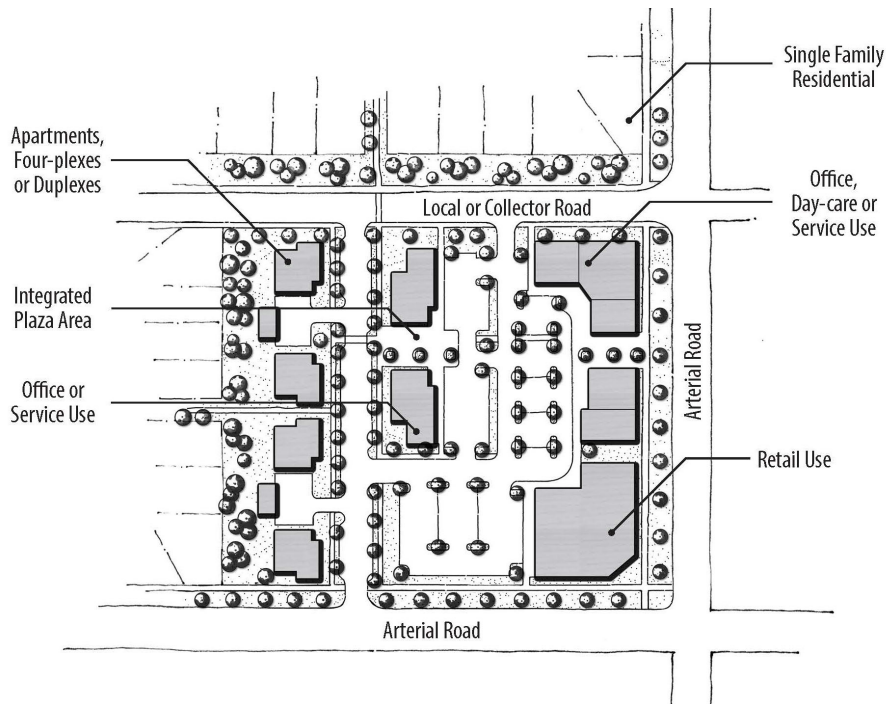 Single Family
Residential
Apartments,
Four-plexes
or Duplexes
Office,
Day-care or
Service Use
Local or Collector Road
Integrated
Plaza Area
Arterial Road
Office or
Service Use
Retail Use
Arterial Road